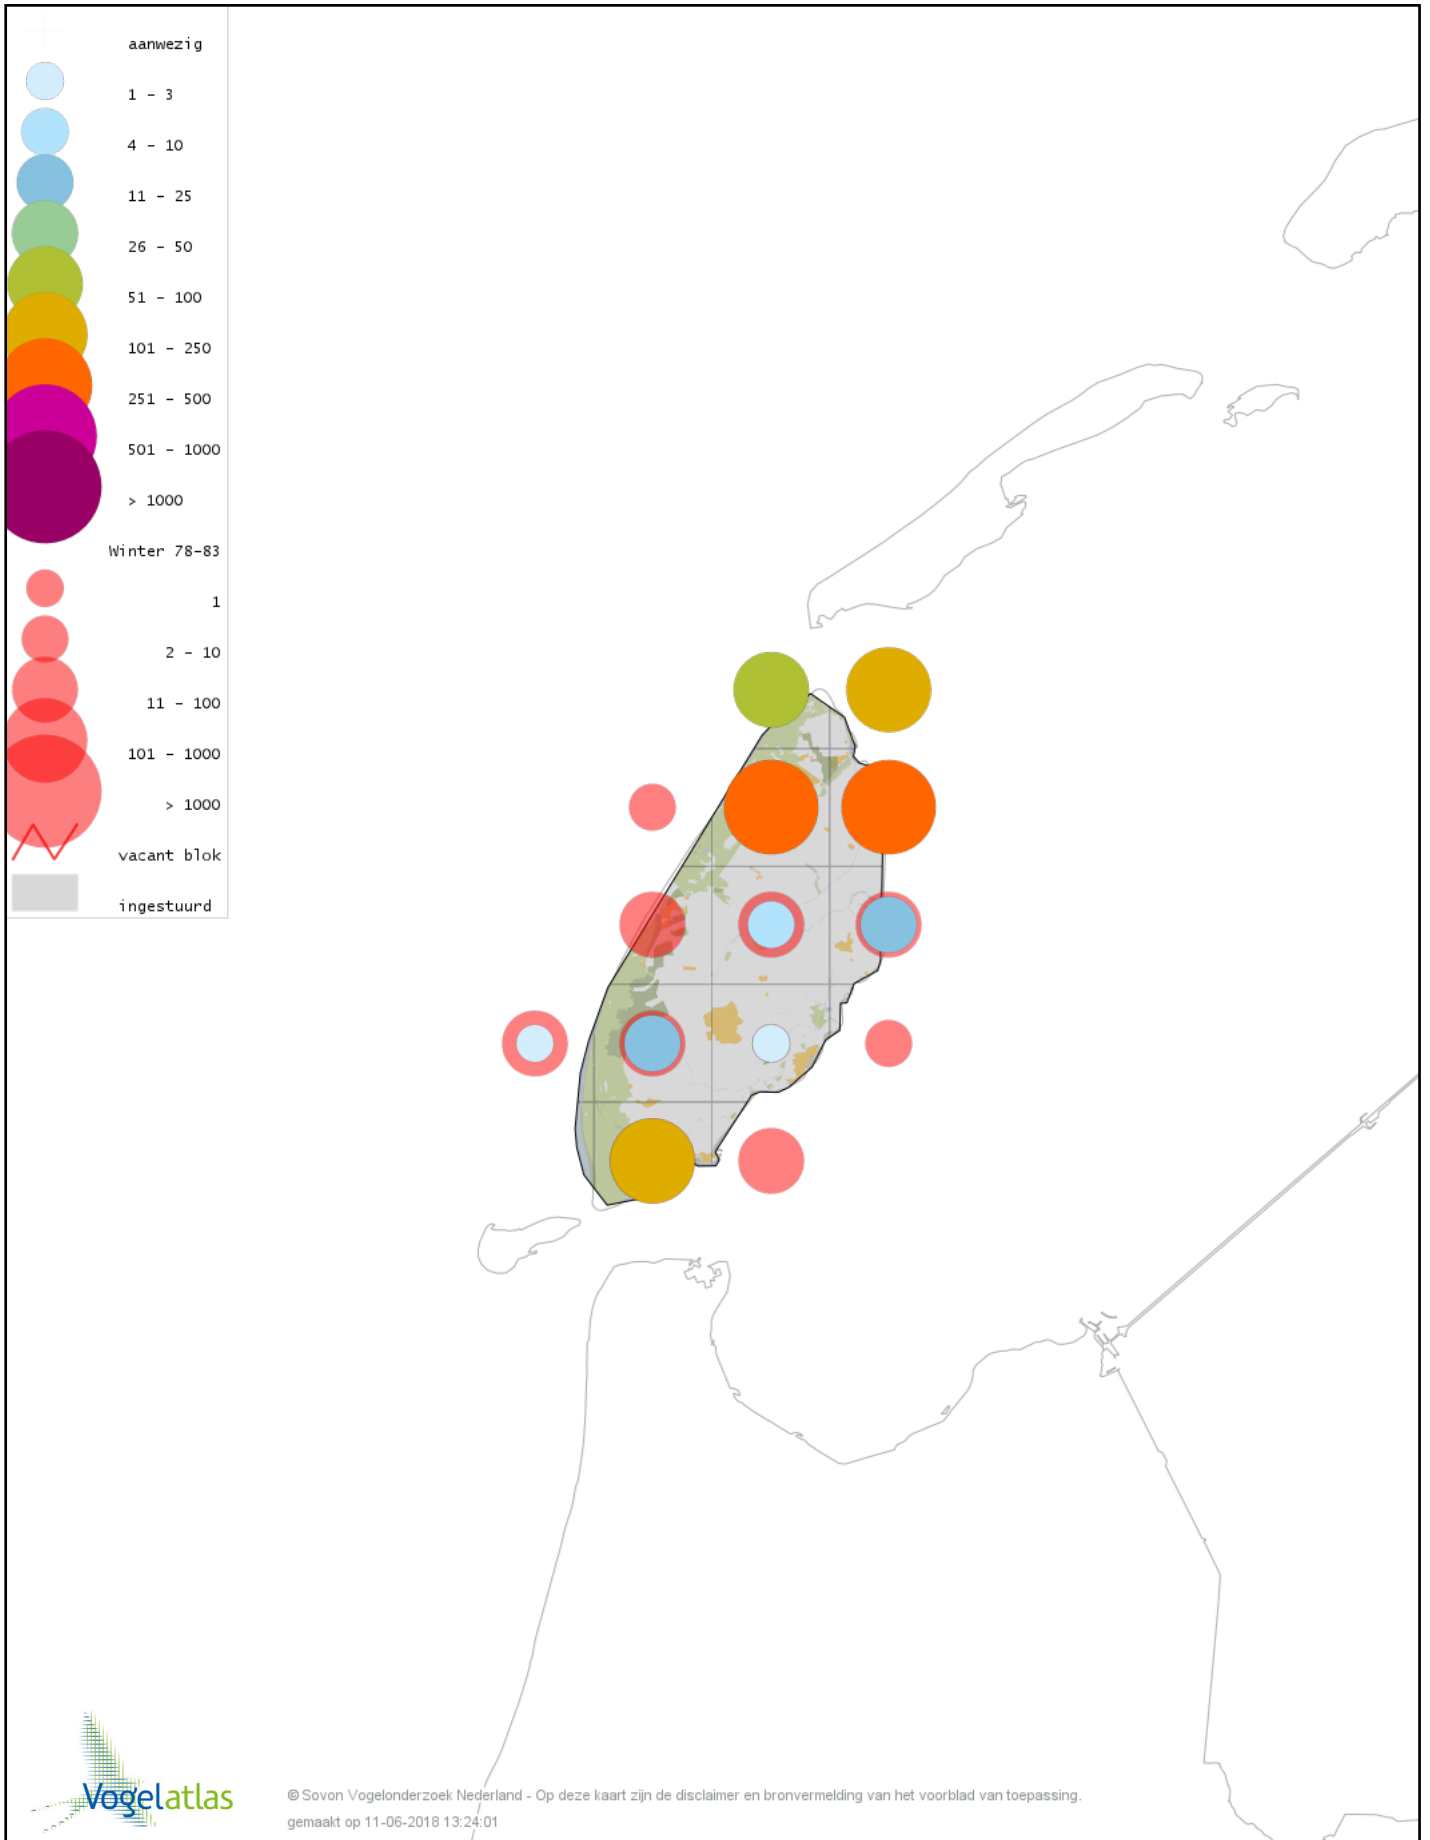 aanwezig
1 - 3
4 - 10
11 - 25
26 - 50
51 - 100
101 - 250
251 - 500
501 - 1000
> 1000
Winter 78-83
1
2 - 10
11 - 100
101 - 1000
> 1000
vacant blok
ingestuurd
Vogelatlas
© Sovon Vogelonderzoek Nederland - Op deze kaart zijn de disclaimer en bronvermelding van het voorblad van toepassing.
gemaakt op 11-06-2018 13:24:01